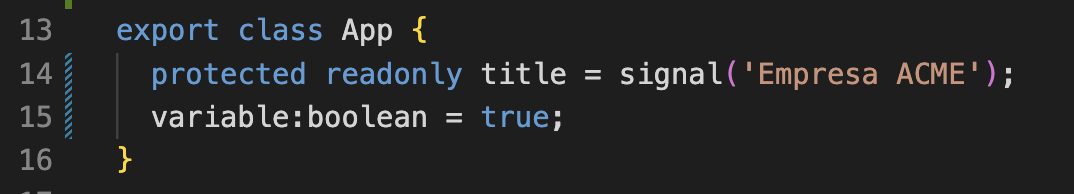 13 export class App {
14 protected readonly title = signal('Empresa ACME');
15 variable:boolean = true;
16 }